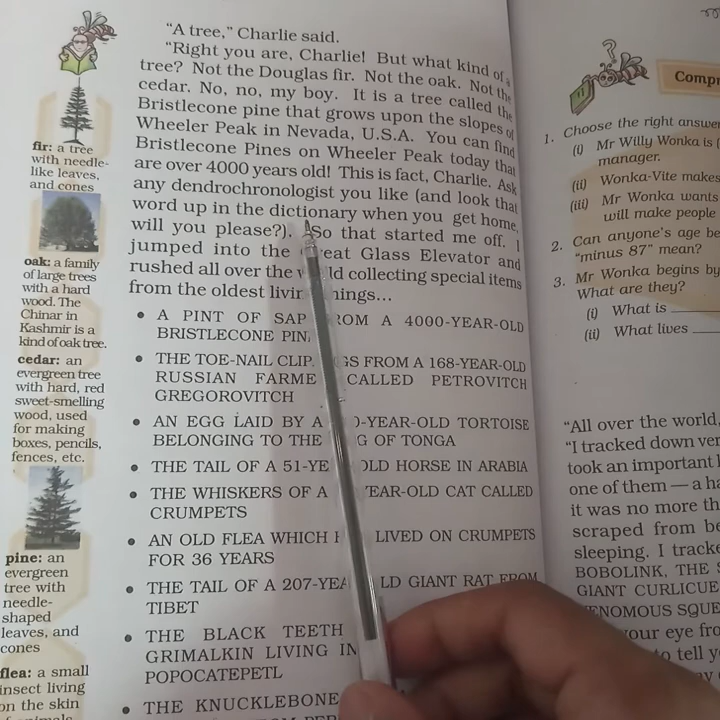 "A tree," Charlie said.
"Right you are, Charlie! But what kind of a
tree? Not the Douglas fir. Not the oak. Not the
cedar. No, no, my boy. It is a tree called the
Bristlecone pine that grows upon the slopes of
Wheeler Peak in Nevada, U.S.A. You can find
Bristlecone Pines on Wheeler Peak today that
are over 4000 years old! This is fact, Charlie. Ask
any dendrochronologist you like (and look that
word up in the dictionary when you get home,
will you please?). So that started me off. I
jumped into the Great Glass Elevator and
rushed all over the world collecting special items
from the oldest living things...
• A PINT OF SAP FROM A 4000-YEAR-OLD
BRISTLECONE PINE
• THE TOE-NAIL CLIPPINGS FROM A 168-YEAR-OLD
RUSSIAN FARMER CALLED PETROVITCH
GREGOROVITCH
• AN EGG LAID BY A 0-YEAR-OLD TORTOISE
BELONGING TO THE KING OF TONGA
• THE TAIL OF A 51-YEAR-OLD HORSE IN ARABIA
• THE WHISKERS OF A YEAR-OLD CAT CALLED
CRUMPETS
• AN OLD FLEA WHICH LIVED ON CRUMPETS
FOR 36 YEARS
• THE TAIL OF A 207-YEAR-OLD GIANT RAT FROM
TIBET
• THE BLACK TEETH
GRIMALKIN LIVING IN
POPOCATEPETL
• THE KNUCKLEBONE
fir: a tree
with needle-
like leaves,
and cones
oak: a family
of large trees
with a hard
wood. The
Chinar in
Kashmir is a
kind of oak tree.
cedar: an
evergreen tree
with hard, red
sweet-smelling
wood, used
for making
boxes, pencils,
fences, etc.
pine: an
evergreen
tree with
needle-
shaped
leaves, and
cones
flea: a small
insect living
on the skin
Compr
1. Choose the right answer
(i) Mr Willy Wonka is (
manager.
(ii) Wonka-Vite makes
(iii) Mr Wonka wants
will make people
2. Can anyone's age be
"minus 87" mean?
3. Mr Wonka begins by
What are they?
(i) What is
(ii) What lives
"All over the world,
"I tracked down ver
took an important
one of them — a ha
it was no more th
scraped from be
sleeping. I tracke
BOBOLINK, THE S
GIANT CURLICUE
ENOMOUS SQUE
your eye fro
to tell y